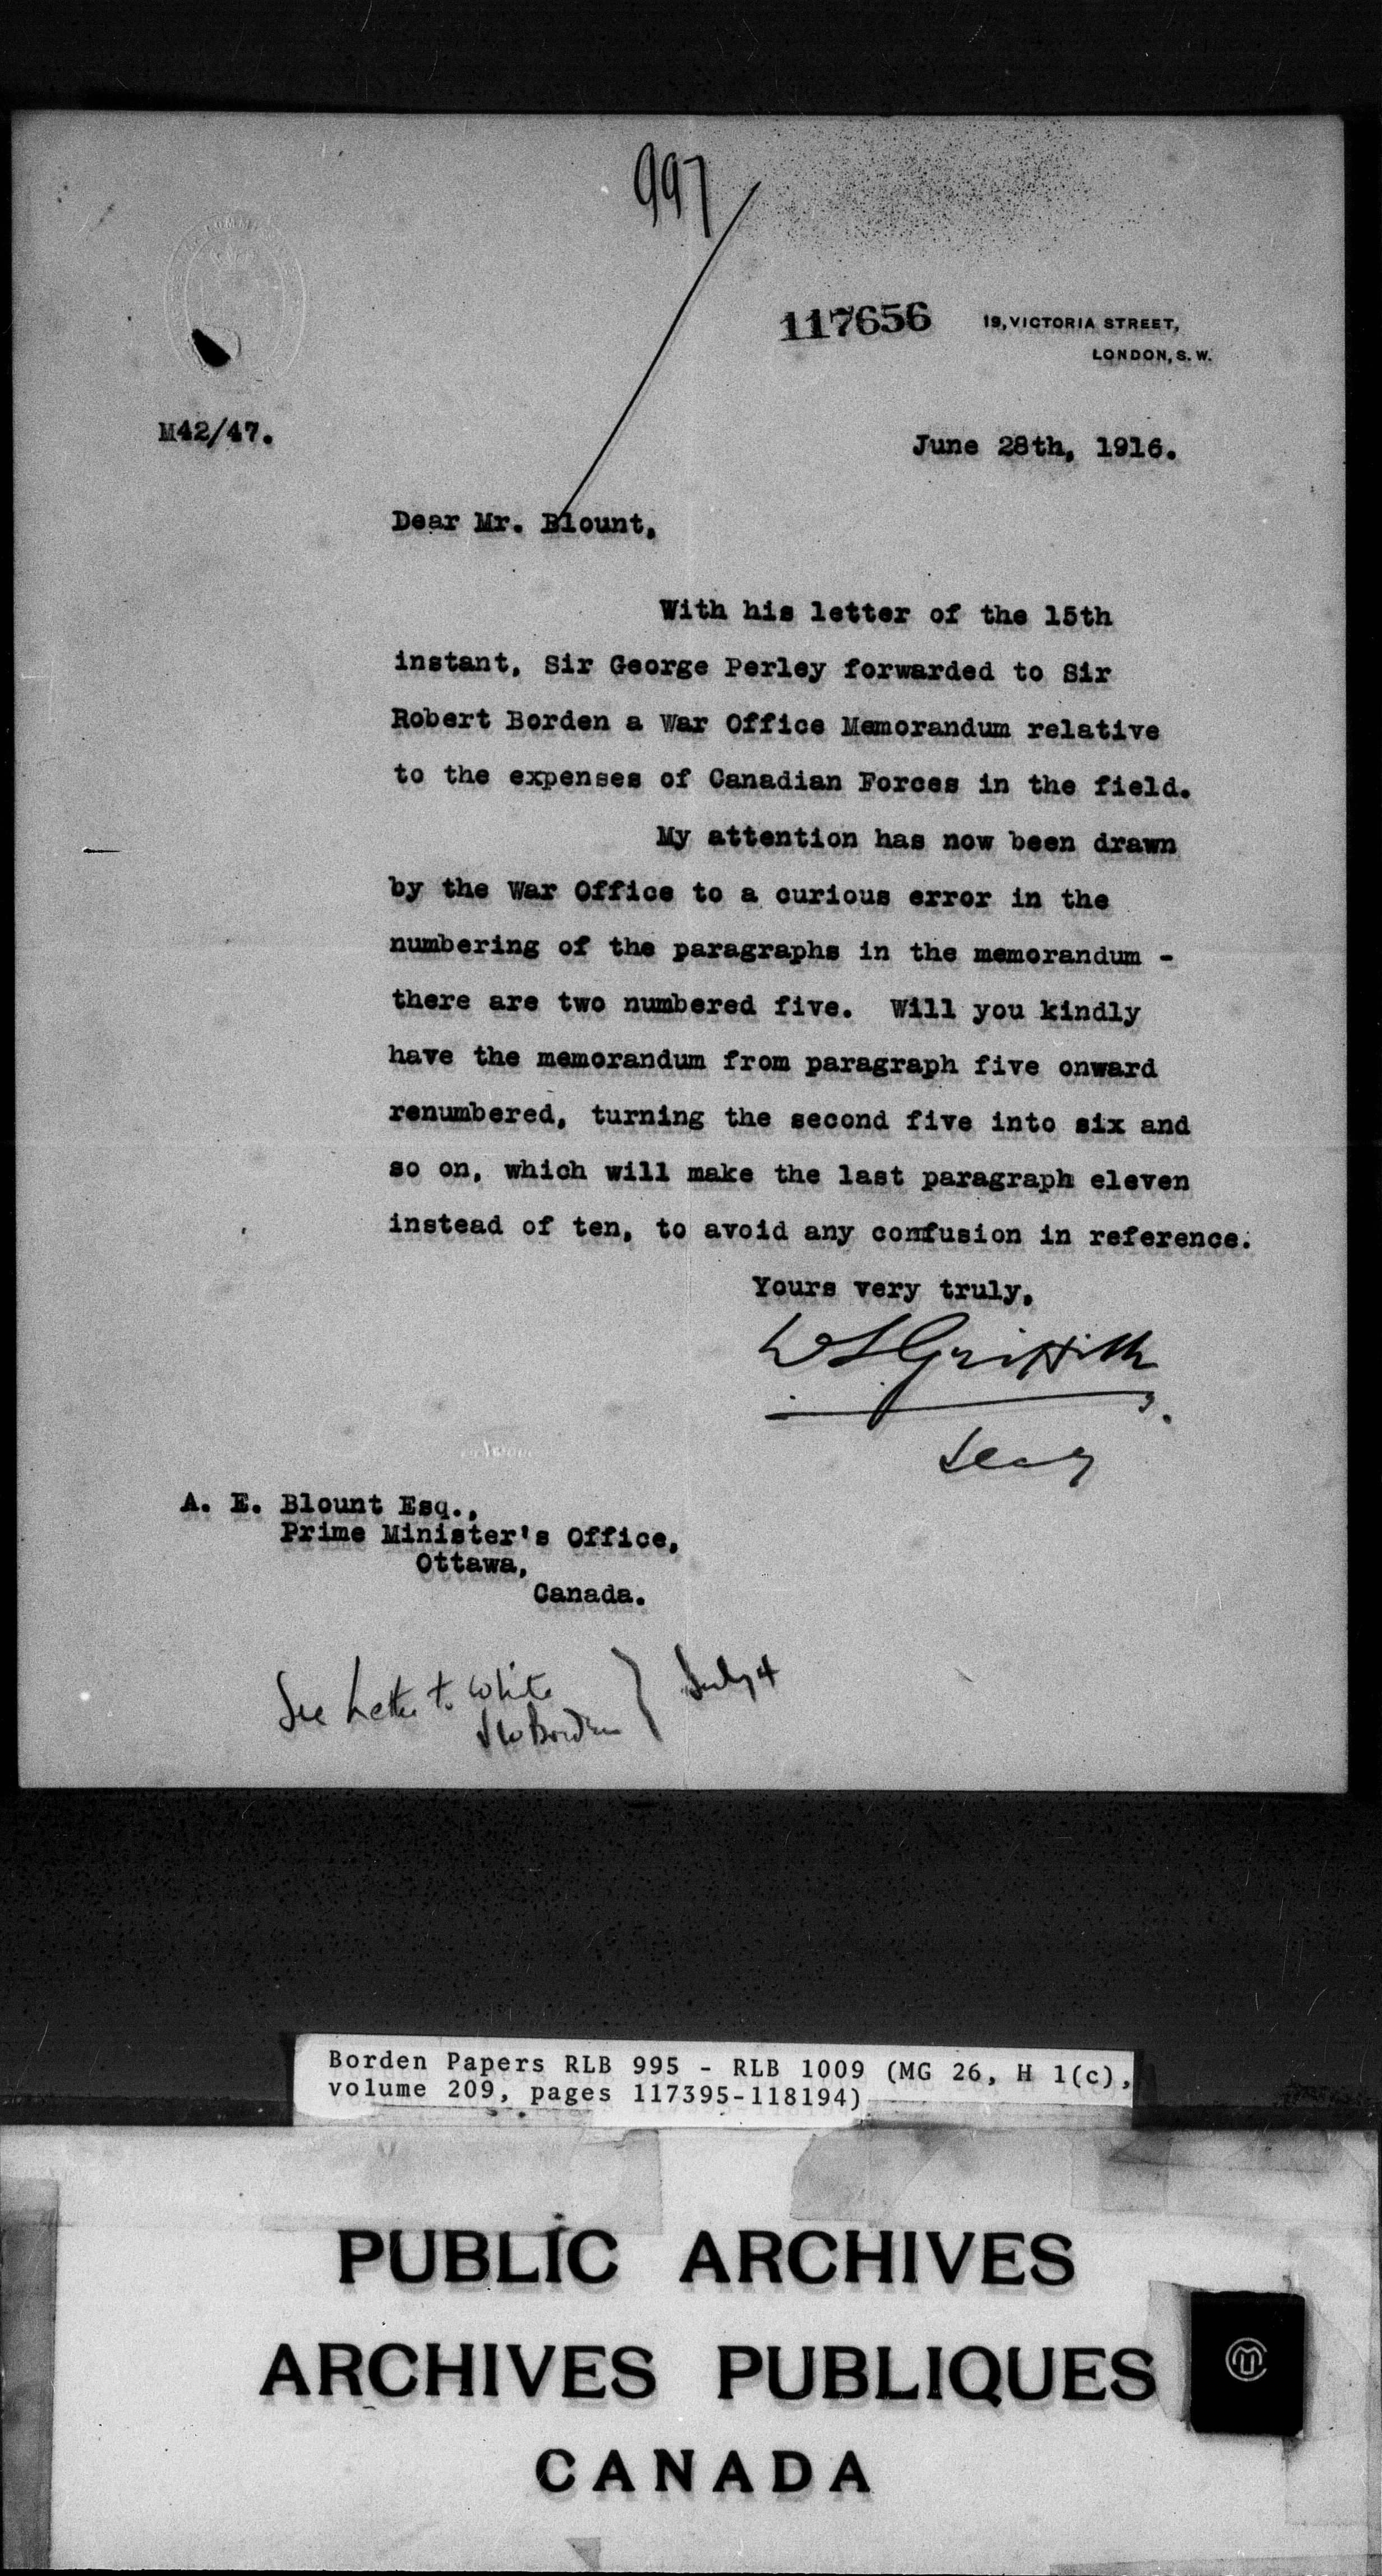 997
117656
19, VICTORIA STREET,
LONDON, S. W.
M42/47.
June 28th, 1916.
Dear Mr. Blount,
With his letter of the 15th
instant, Sir George Perley forwarded to Sir
Robert Borden a War Office Memorandum relative
to the expenses of Canadian Forces in the field.
My attention has now been drawn
by the War Office to a curious error in the
numbering of the paragraphs in the memorandum -
there are two numbered five. Will you kindly
have the memorandum from paragraph five onward
renumbered, turning the second five into six and
so on, which will make the last paragraph eleven
instead of ten, to avoid any confusion in reference.
Yours very truly,
W L Griffith
Secy
A. E. Blount Esq.,
Prime Minister's Office,
Ottawa,
Canada.
See Letter to White
Borden } July 4
Borden Papers RLB 995 - RLB 1009 (MG 26, H 1(c),
volume 209, pages 117395-118194)
PUBLIC ARCHIVES
ARCHIVES PUBLIQUES
CANADA